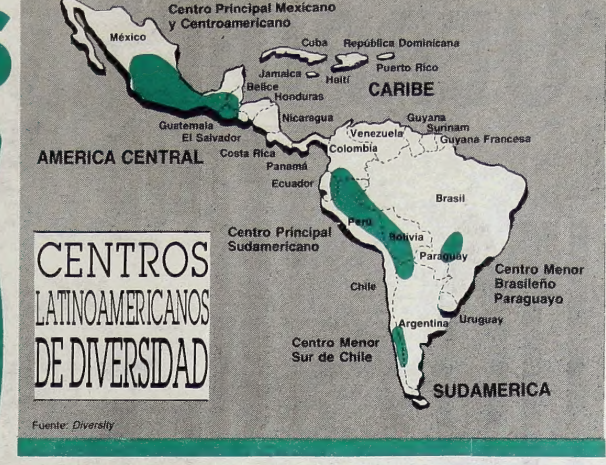 Centro Principal Mexicano
y Centroamericano
México
Cuba
República Dominicana
Jamaica
Haití
Puerto Rico
Belice
CARIBE
Honduras
Nicaragua
Guatemala
El Salvador
Costa Rica
Panamá
AMERICA CENTRAL
Guyana
Surinam
Guyana Francesa
Venezuela
Colombia
Ecuador
Brasil
Perú
Bolivia
Centro Principal
Sudamericano
Paraguay
Centro Menor
Brasileño
Paraguayo
Chile
Argentina
Uruguay
Centro Menor
Sur de Chile
SUDAMERICA
CENTROS
LATINOAMERICANOS
DE DIVERSIDAD
Fuente: Diversity